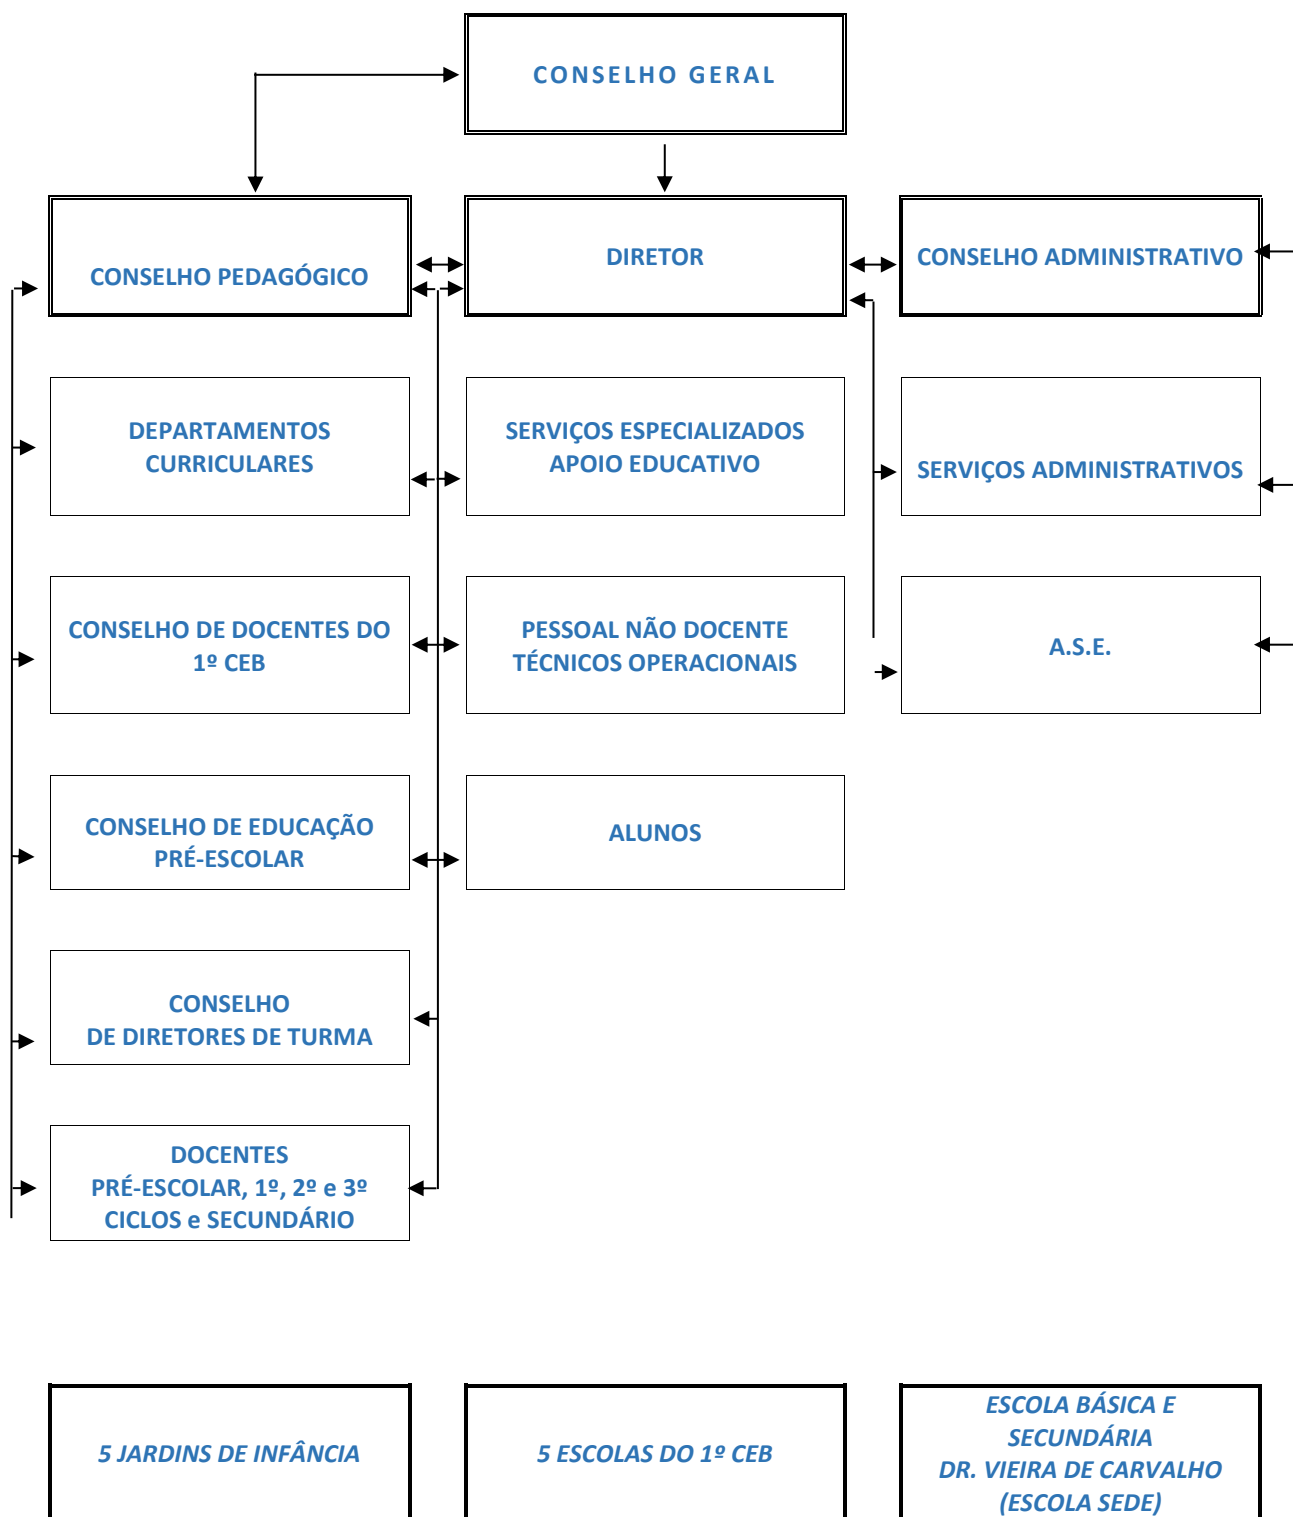 CONSELHO GERAL
CONSELHO PEDAGÓGICO
DIRETOR
CONSELHO ADMINISTRATIVO
DEPARTAMENTOS
CURRICULARES
SERVIÇOS ESPECIALIZADOS
APOIO EDUCATIVO
SERVIÇOS ADMINISTRATIVOS
CONSELHO DE DOCENTES DO
1º CEB
PESSOAL NÃO DOCENTE
TÉCNICOS OPERACIONAIS
A.S.E.
CONSELHO DE EDUCAÇÃO
PRÉ-ESCOLAR
ALUNOS
CONSELHO
DE DIRETORES DE TURMA
DOCENTES
PRÉ-ESCOLAR, 1º, 2º e 3º
CICLOS e SECUNDÁRIO
5 JARDINS DE INFÂNCIA
5 ESCOLAS DO 1º CEB
ESCOLA BÁSICA E
SECUNDÁRIA
DR. VIEIRA DE CARVALHO
(ESCOLA SEDE)